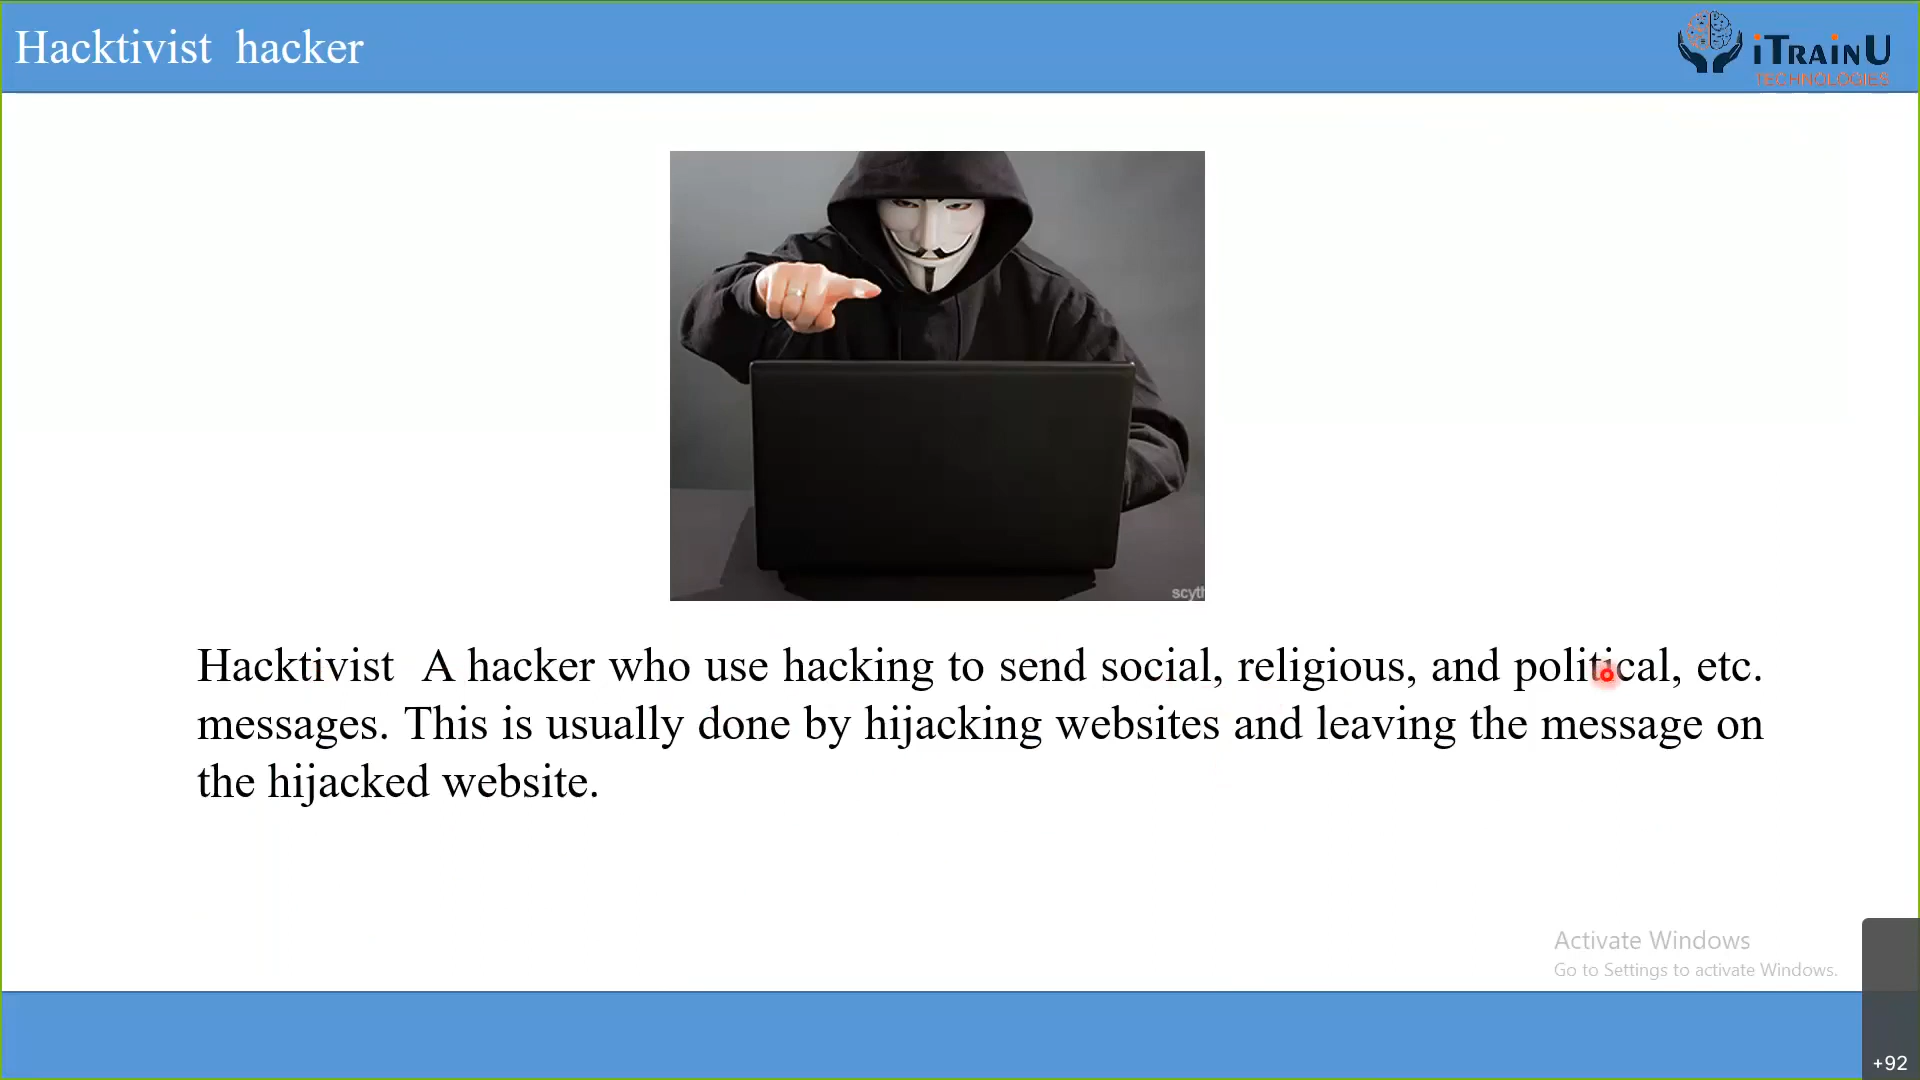 Hacktivist  hacker
iTRAINU
TECHNOLOGIES
scyth
Hacktivist  A hacker who use hacking to send social, religious, and political, etc.
messages. This is usually done by hijacking websites and leaving the message on
the hijacked website.
Activate Windows
Go to Settings to activate Windows.
+92